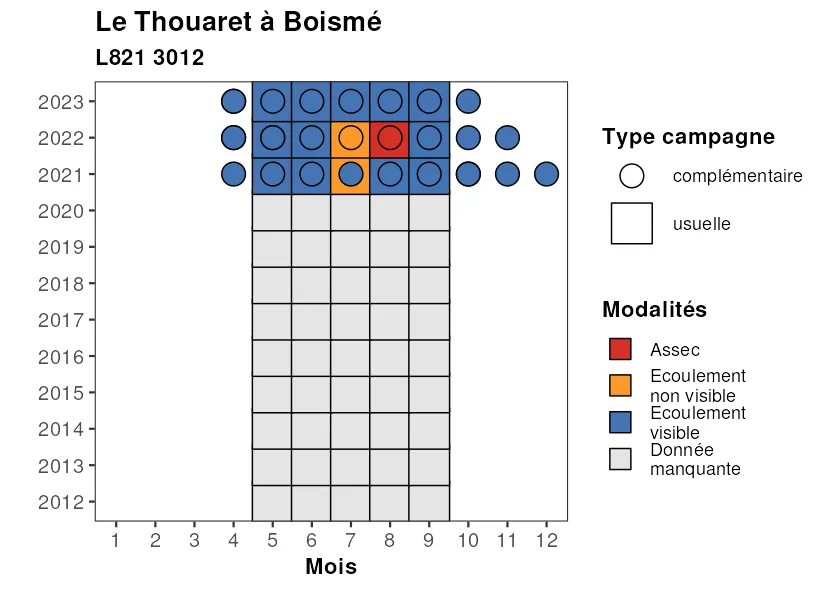 Le Thouaret à Boismé
L821 3012
2023
2022
2021
2020
2019
2018
2017
2016
2015
2014
2013
2012
1 2 3 4 5 6 7 8 9 10 11 12
Mois
Type campagne
complémentaire
usuelle
Modalités
Assec
Ecoulement
non visible
Ecoulement
visible
Donnée
manquante